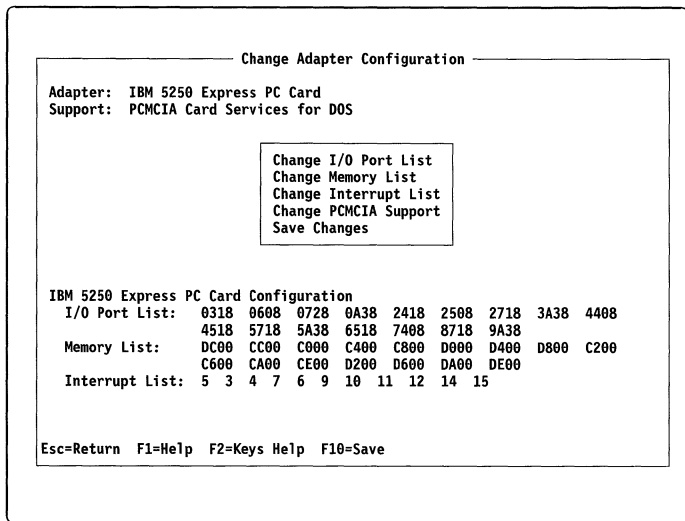 Change Adapter Configuration
Adapter: IBM 5250 Express PC Card
Support: PCMCIA Card Services for DOS
Change I/O Port List
Change Memory List
Change Interrupt List
Change PCMCIA Support
Save Changes
IBM 5250 Express PC Card Configuration
I/O Port List: 0318 0608 0728 0A38 2418 2508 2718 3A38 4408
4518 5718 5A38 6518 7408 8718 9A38
Memory List: DC00 CC00 C000 C400 C800 D000 D400 D800 C200
C600 CA00 CE00 D200 D600 DA00 DE00
Interrupt List: 5 3 4 7 6 9 10 11 12 14 15
Esc=Return F1=Help F2=Keys Help F10=Save